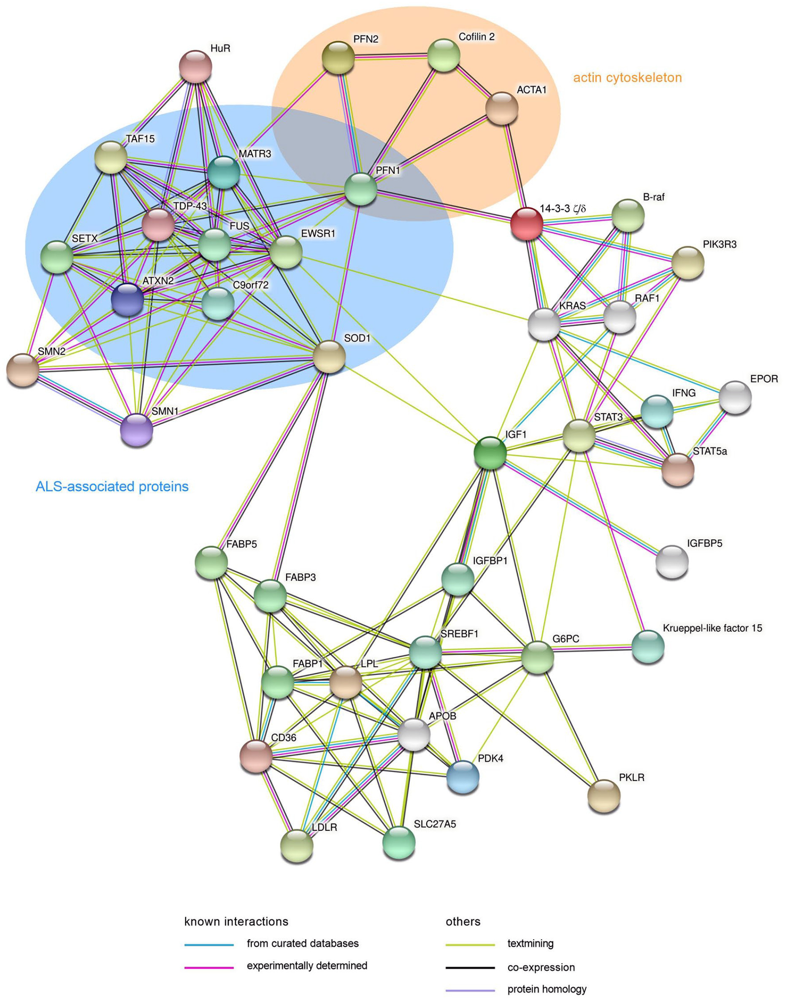 PFN2
Cofilin 2
HuR
actin cytoskeleton
ACTA1
TAF15
MATR3
PFN1
B-raf
TDP-43
14-3-3 ζ/δ
FUS
EWSR1
SETX
PIK3R3
ATXN2
C9orf72
RAF1
KRAS
SOD1
SMN2
EPOR
IFNG
SMN1
STAT3
IGF1
STAT5a
ALS-associated proteins
FABP5
IGFBP5
IGFBP1
FABP3
Krueppel-like factor 15
SREBF1
G6PC
FABP1
LPL
APOB
CD36
PDK4
PKLR
LDLR
SLC27A5
known interactions
others
from curated databases
textmining
experimentally determined
co-expression
protein homology